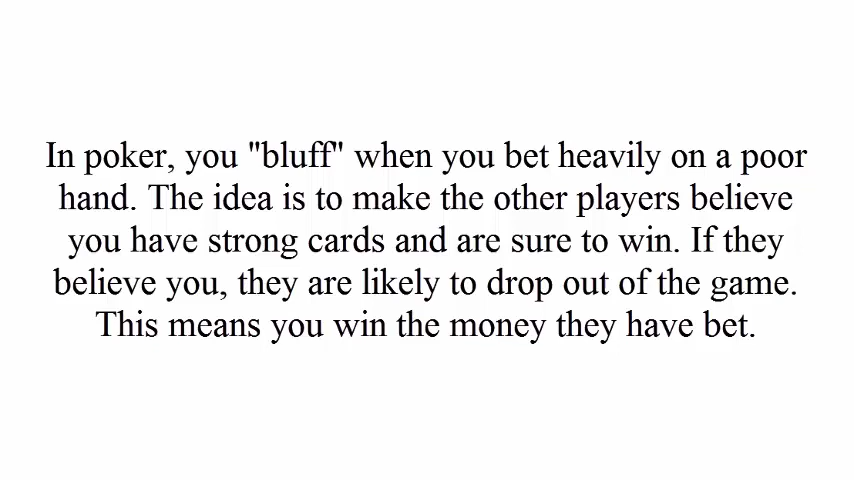 In poker, you "bluff" when you bet heavily on a poor
hand. The idea is to make the other players believe
you have strong cards and are sure to win. If they
believe you, they are likely to drop out of the game.
This means you win the money they have bet.